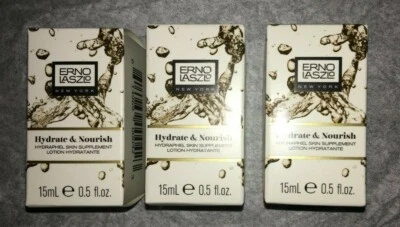 ERNO
LASZLO
NEW YORK
Hydrate & Nourish
HYDRAPHEL SKIN SUPPLEMENT
LOTION HYDRATANTE
15mL ℮ 0.5 fl.oz.
ERNO
LASZLO
NEW YORK
Hydrate & Nourish
HYDRAPHEL SKIN SUPPLEMENT
LOTION HYDRATANTE
15mL ℮ 0.5 fl.oz.
ERNO
LASZLO
NEW YORK
Hydrate & Nourish
HYDRAPHEL SKIN SUPPLEMENT
LOTION HYDRATANTE
15mL ℮ 0.5 fl.oz.